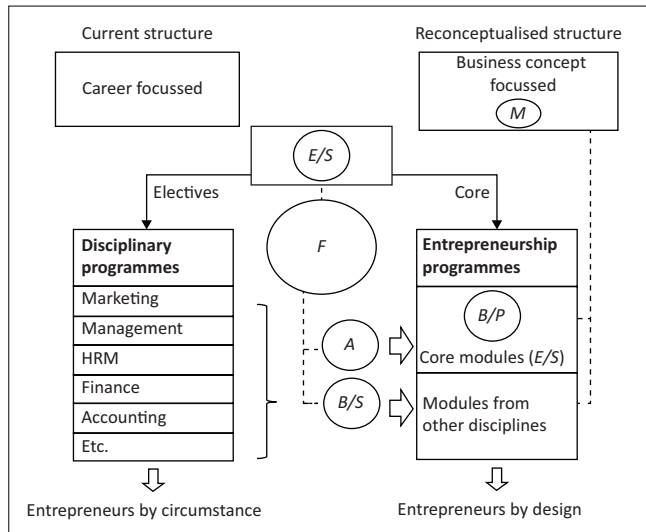 Current structure
Reconceptualised structure
Career focussed
Business concept
focussed
M
E/S
Electives
Core
Disciplinary
programmes
Marketing
Management
HRM
Finance
Accounting
Etc.
F
A
B/S
Entrepreneurship
programmes
B/P
Core modules (E/S)
Modules from
other disciplines
Entrepreneurs by circumstance
Entrepreneurs by design